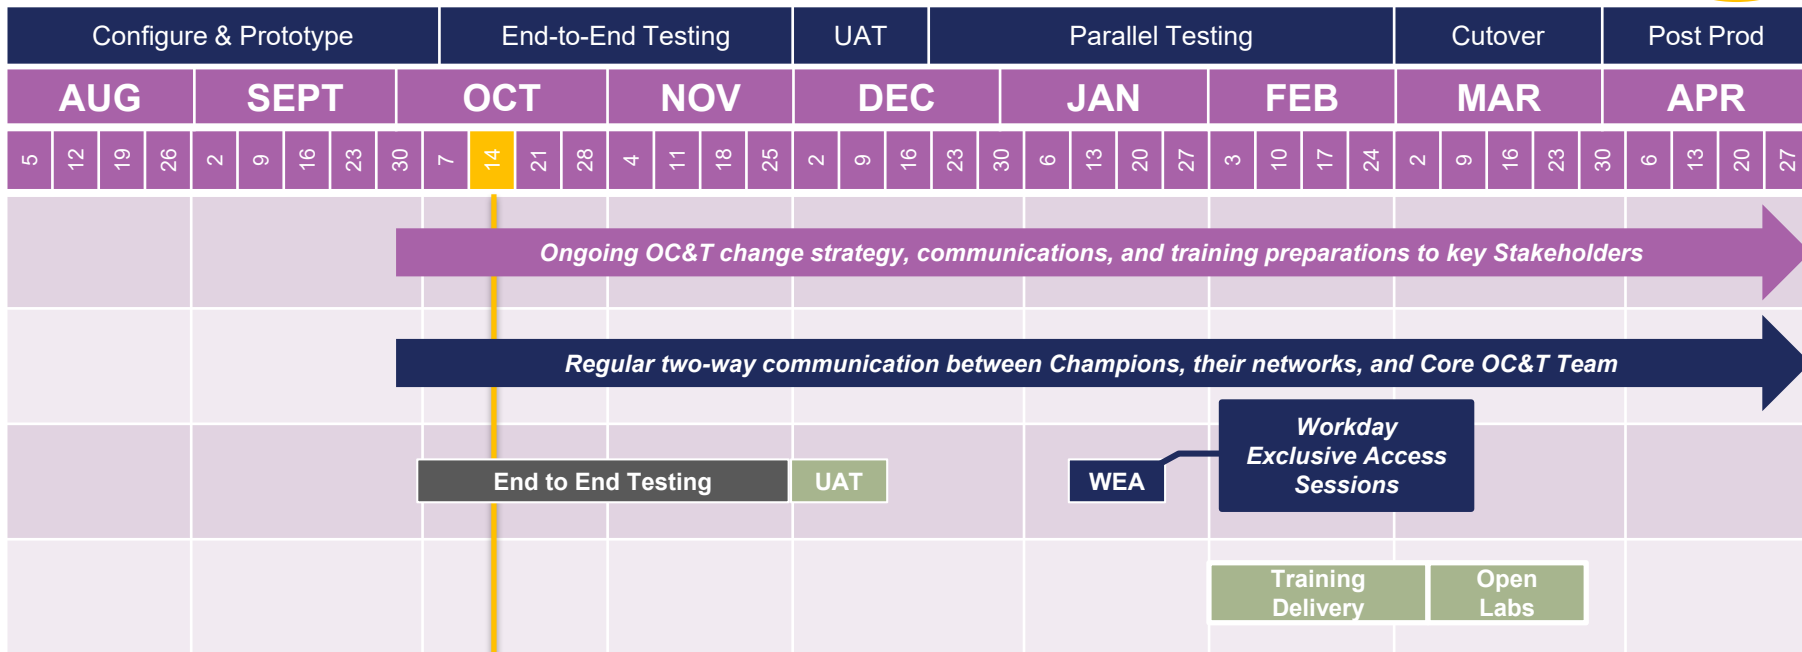 Configure & Prototype End-to-End Testing UAT Parallel Testing Cutover Post Prod
AUG SEPT OCT NOV DEC JAN FEB MAR APR
5 12 19 26 2 9 16 23 30 7 14 21 28 4 11 18 25 2 9 16 23 30 6 13 20 27 3 10 17 24 2 9 16 23 30 6 13 20 27
Ongoing OC&T change strategy, communications, and training preparations to key Stakeholders
Regular two-way communication between Champions, their networks, and Core OC&T Team
End to End Testing UAT WEA
Workday
Exclusive Access
Sessions
Training
Delivery
Open
Labs